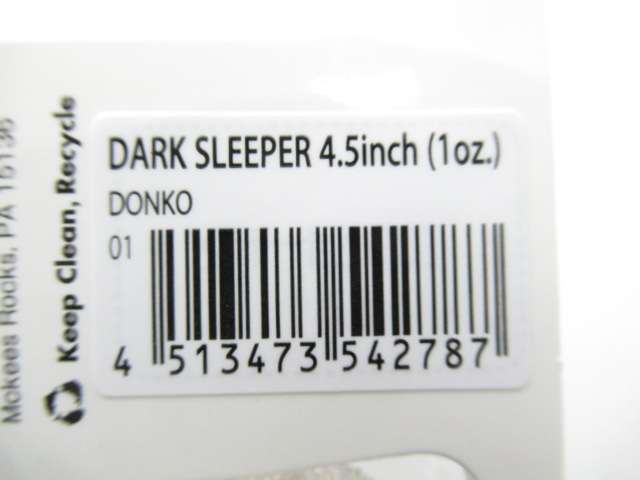 DARK SLEEPER 4.5inch (1oz.)
DONKO
01
4 513473 542787
Keep Clean, Recycle
Mckees Rocks, PA 15136